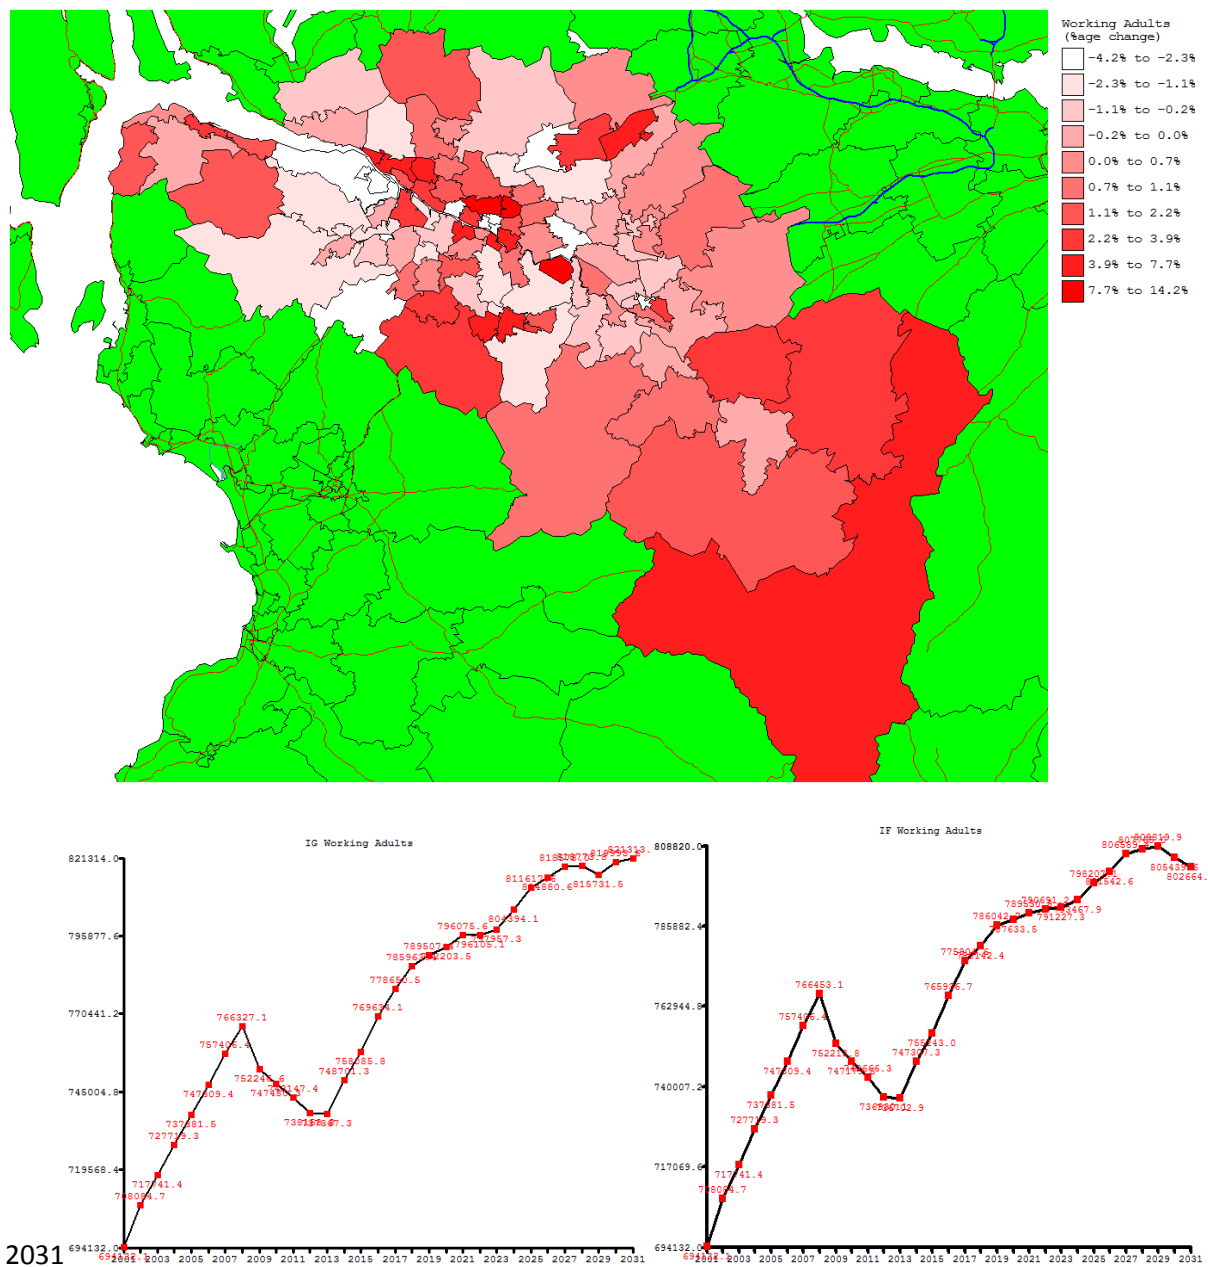 Working Adults
(%age change)
-4.2% to -2.3%
-2.3% to -1.1%
-1.1% to -0.2%
-0.2% to 0.0%
0.0% to 0.7%
0.7% to 1.1%
1.1% to 2.2%
2.2% to 3.9%
3.9% to 7.7%
7.7% to 14.2%
IG Working Adults
821314.0
795877.6
770441.2
745004.8
719568.4
694132.0
708084.7
717741.4
727719.3
737381.5
747309.4
757406.4
766327.1
748701.3
758085.8
769634.1
778650.5
796075.6
796105.1
804394.1
815731.5
821313.
2001 2003 2005 2007 2009 2011 2013 2015 2017 2019 2021 2023 2025 2027 2029 2031
IF Working Adults
808820.0
785882.4
762944.8
740007.2
717069.6
694132.0
708084.7
717741.4
727719.3
737381.5
747309.4
757406.4
766453.1
747307.3
755243.0
765936.7
791227.3
802664.
2001 2003 2005 2007 2009 2011 2013 2015 2017 2019 2021 2023 2025 2027 2029 2031
2031